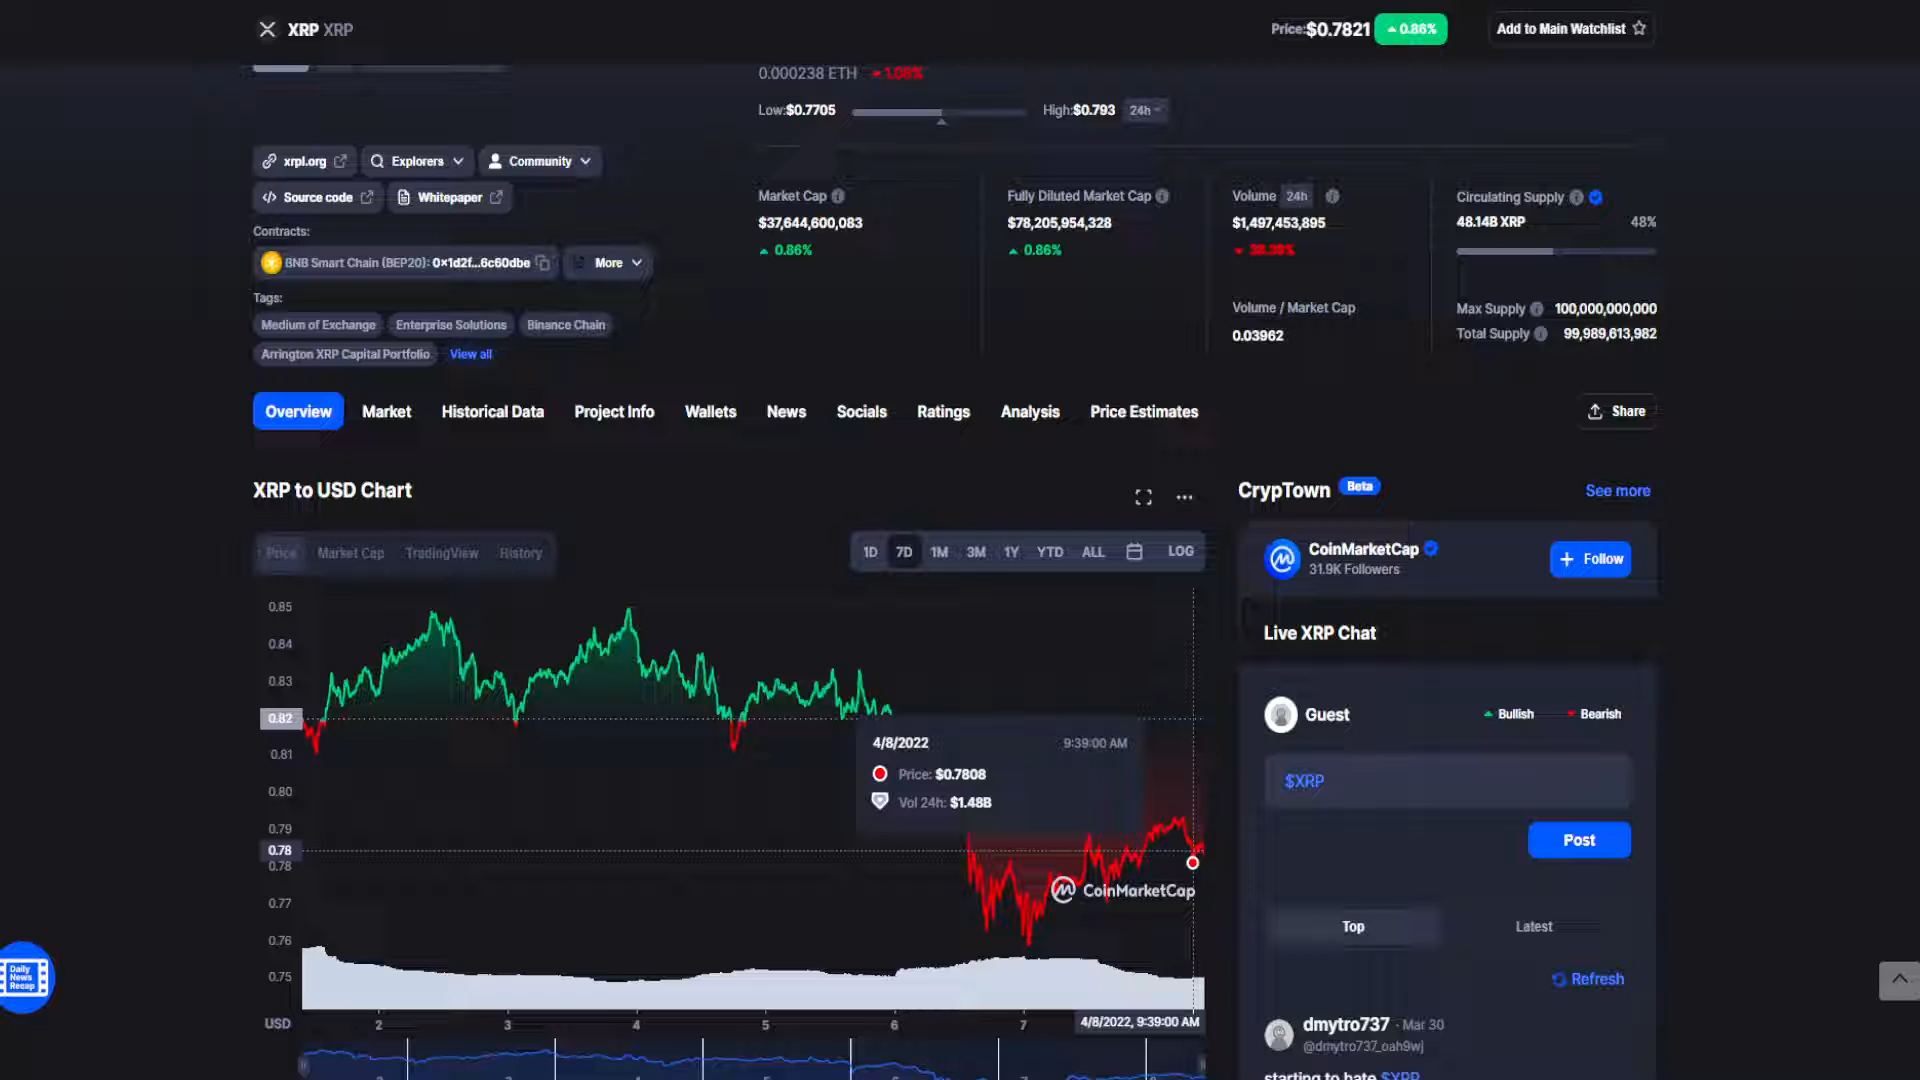 XRP XRP
Price:$0.7821 0.86%
Add to Main Watchlist
0.000238 ETH 1.08%
Low:$0.7705 High:$0.793 24h
xrpl.org Explorers Community
Source code Whitepaper
Contracts:
BNB Smart Chain (BEP20): 0x1d2f...6c60dbe More
Tags:
Medium of Exchange Enterprise Solutions Binance Chain
Arrington XRP Capital Portfolio View all
Market Cap
$37,644,600,083
0.86%
Fully Diluted Market Cap
$78,205,954,328
0.86%
Volume 24h
$1,497,453,895
Volume / Market Cap
0.03962
Circulating Supply
48.14B XRP 48%
Max Supply 100,000,000,000
Total Supply 99,989,613,982
Overview Market Historical Data Project Info Wallets News Socials Ratings Analysis Price Estimates
Share
XRP to USD Chart
Price Market Cap TradingView History
1D 7D 1M 3M 1Y YTD ALL LOG
0.85
0.84
0.83
0.82
0.81
0.80
0.79
0.78
0.78
0.77
0.76
0.75
4/8/2022 9:39:00 AM
Price: $0.7808
Vol 24h: $1.48B
CoinMarketCap
USD 2 3 4 5 6 7 4/8/2022, 9:39:00 AM
CrypTown Beta
See more
CoinMarketCap
31.9K Followers
Follow
Live XRP Chat
Guest
Bullish Bearish
$XRP
Post
Top Latest
Refresh
dmytro737 · Mar 30
@dmytro737_oah9wj
starting to hate $XRP
Daily
News
Recap